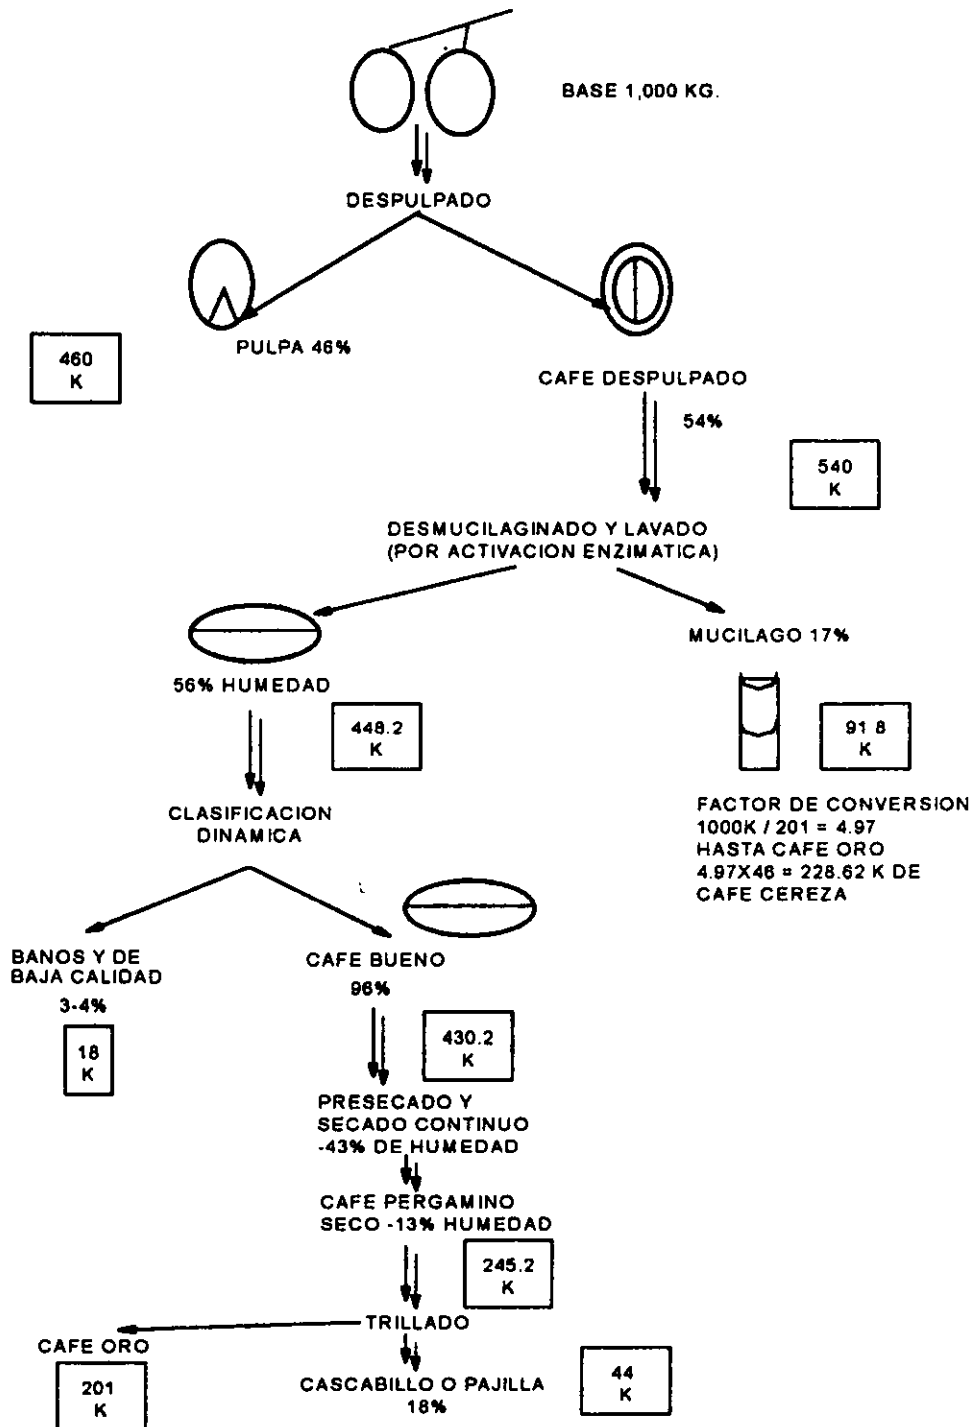 BASE 1,000 KG.
DESPULPADO
PULPA 46%
460
K
CAFE DESPULPADO
54%
540
K
DESMUCILAGINADO Y LAVADO
(POR ACTIVACION ENZIMATICA)
MUCILAGO 17%
56% HUMEDAD
448.2
K
91 8
K
CLASIFICACION
DINAMICA
FACTOR DE CONVERSION
1000K / 201 = 4.97
HASTA CAFE ORO
4.97X46 = 228.62 K DE
CAFE CEREZA
BANOS Y DE
BAJA CALIDAD
3-4%
18
K
CAFE BUENO
96%
430.2
K
PRESECADO Y
SECADO CONTINUO
-43% DE HUMEDAD
CAFE PERGAMINO
SECO -13% HUMEDAD
245.2
K
TRILLADO
CAFE ORO
201
K
CASCABILLO O PAJILLA
18%
44
K